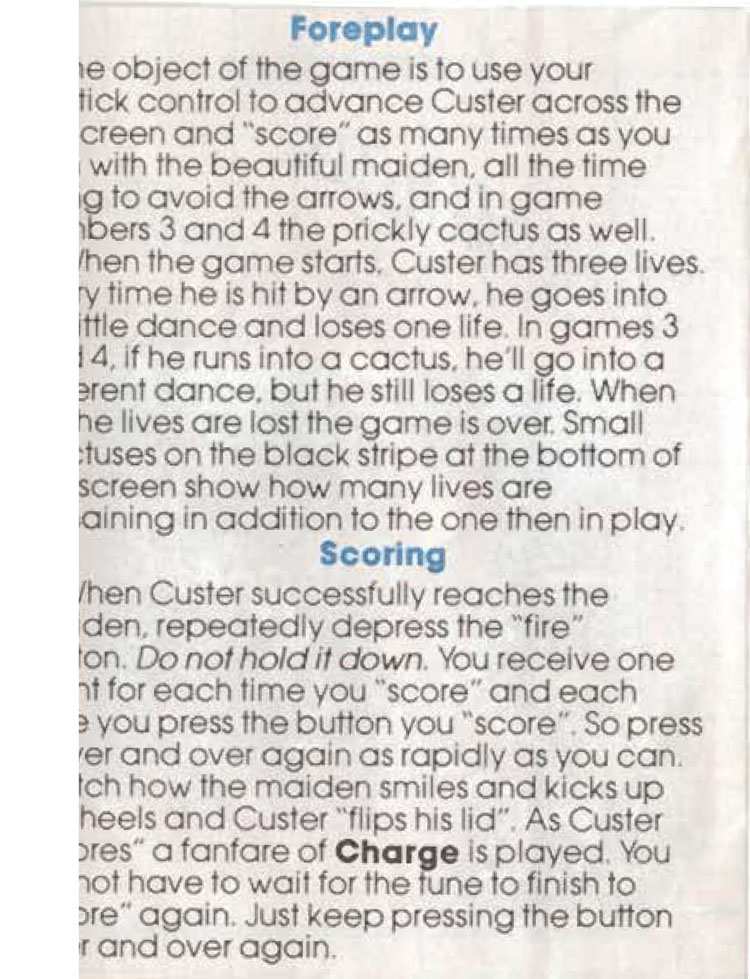 Foreplay
e object of the game is to use your
tick control to advance Custer across the
creen and "score" as many times as you
with the beautiful maiden, all the time
g to avoid the arrows, and in game
bers 3 and 4 the prickly cactus as well.
hen the game starts, Custer has three lives.
y time he is hit by an arrow, he goes into
ttle dance and loses one life. In games 3
4, if he runs into a cactus, he'll go into a
erent dance, but he still loses a life. When
he lives are lost the game is over. Small
tuses on the black stripe at the bottom of
screen show how many lives are
aining in addition to the one then in play.
Scoring
hen Custer successfully reaches the
den, repeatedly depress the "fire"
on. Do not hold it down. You receive one
t for each time you "score" and each
e you press the button you "score". So press
er and over again as rapidly as you can.
tch how the maiden smiles and kicks up
heels and Custer "flips his lid". As Custer
ores" a fanfare of Charge is played. You
not have to wait for the tune to finish to
ore" again. Just keep pressing the button
r and over again.